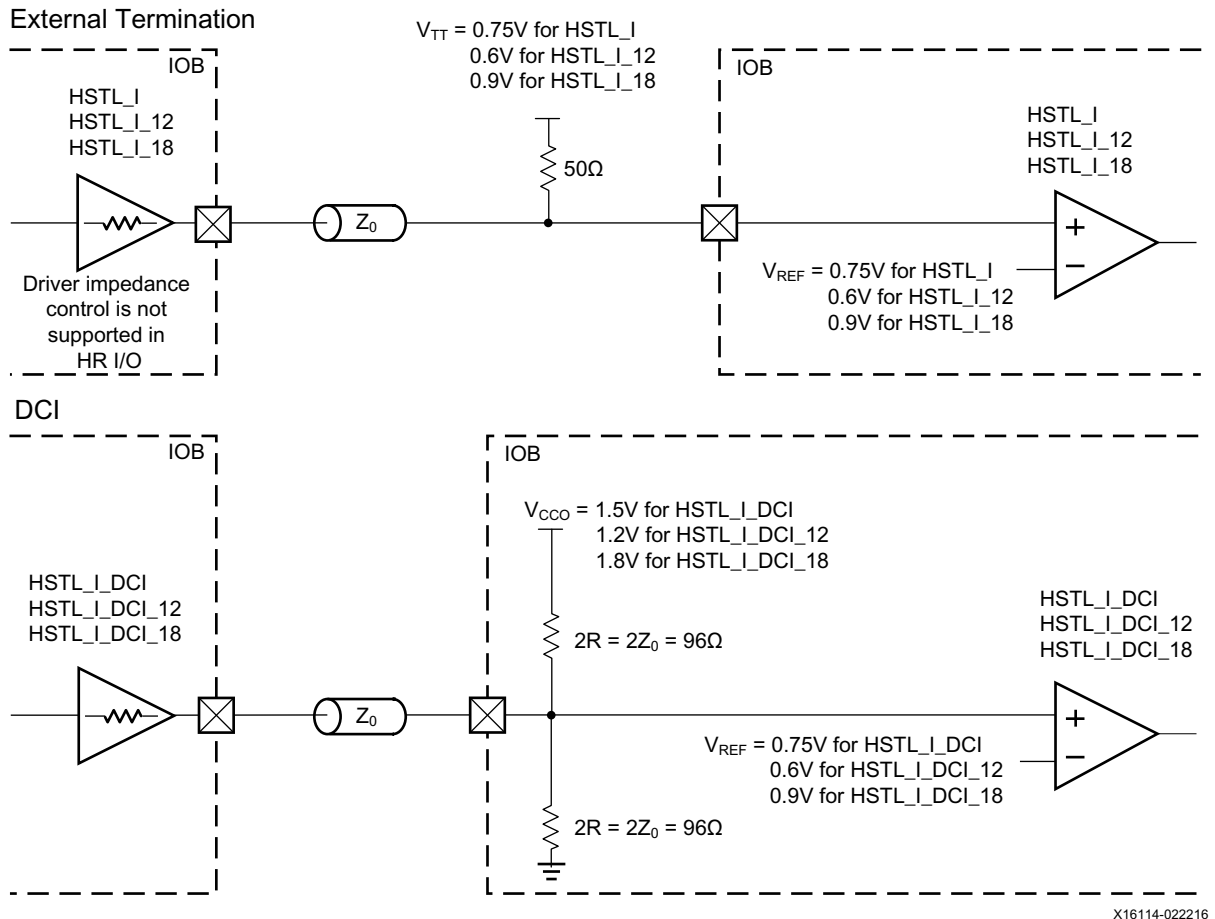 External Termination
IOB
HSTL_I
HSTL_I_12
HSTL_I_18
Driver impedance
control is not
supported in
HR I/O
Z0
VTT = 0.75V for HSTL_I
0.6V for HSTL_I_12
0.9V for HSTL_I_18
50Ω
IOB
HSTL_I
HSTL_I_12
HSTL_I_18
+
−
VREF = 0.75V for HSTL_I
0.6V for HSTL_I_12
0.9V for HSTL_I_18
DCI
IOB
HSTL_I_DCI
HSTL_I_DCI_12
HSTL_I_DCI_18
Z0
IOB
VCCO = 1.5V for HSTL_I_DCI
1.2V for HSTL_I_DCI_12
1.8V for HSTL_I_DCI_18
2R = 2Z0 = 96Ω
HSTL_I_DCI
HSTL_I_DCI_12
HSTL_I_DCI_18
+
−
VREF = 0.75V for HSTL_I_DCI
0.6V for HSTL_I_DCI_12
0.9V for HSTL_I_DCI_18
2R = 2Z0 = 96Ω
X16114-022216